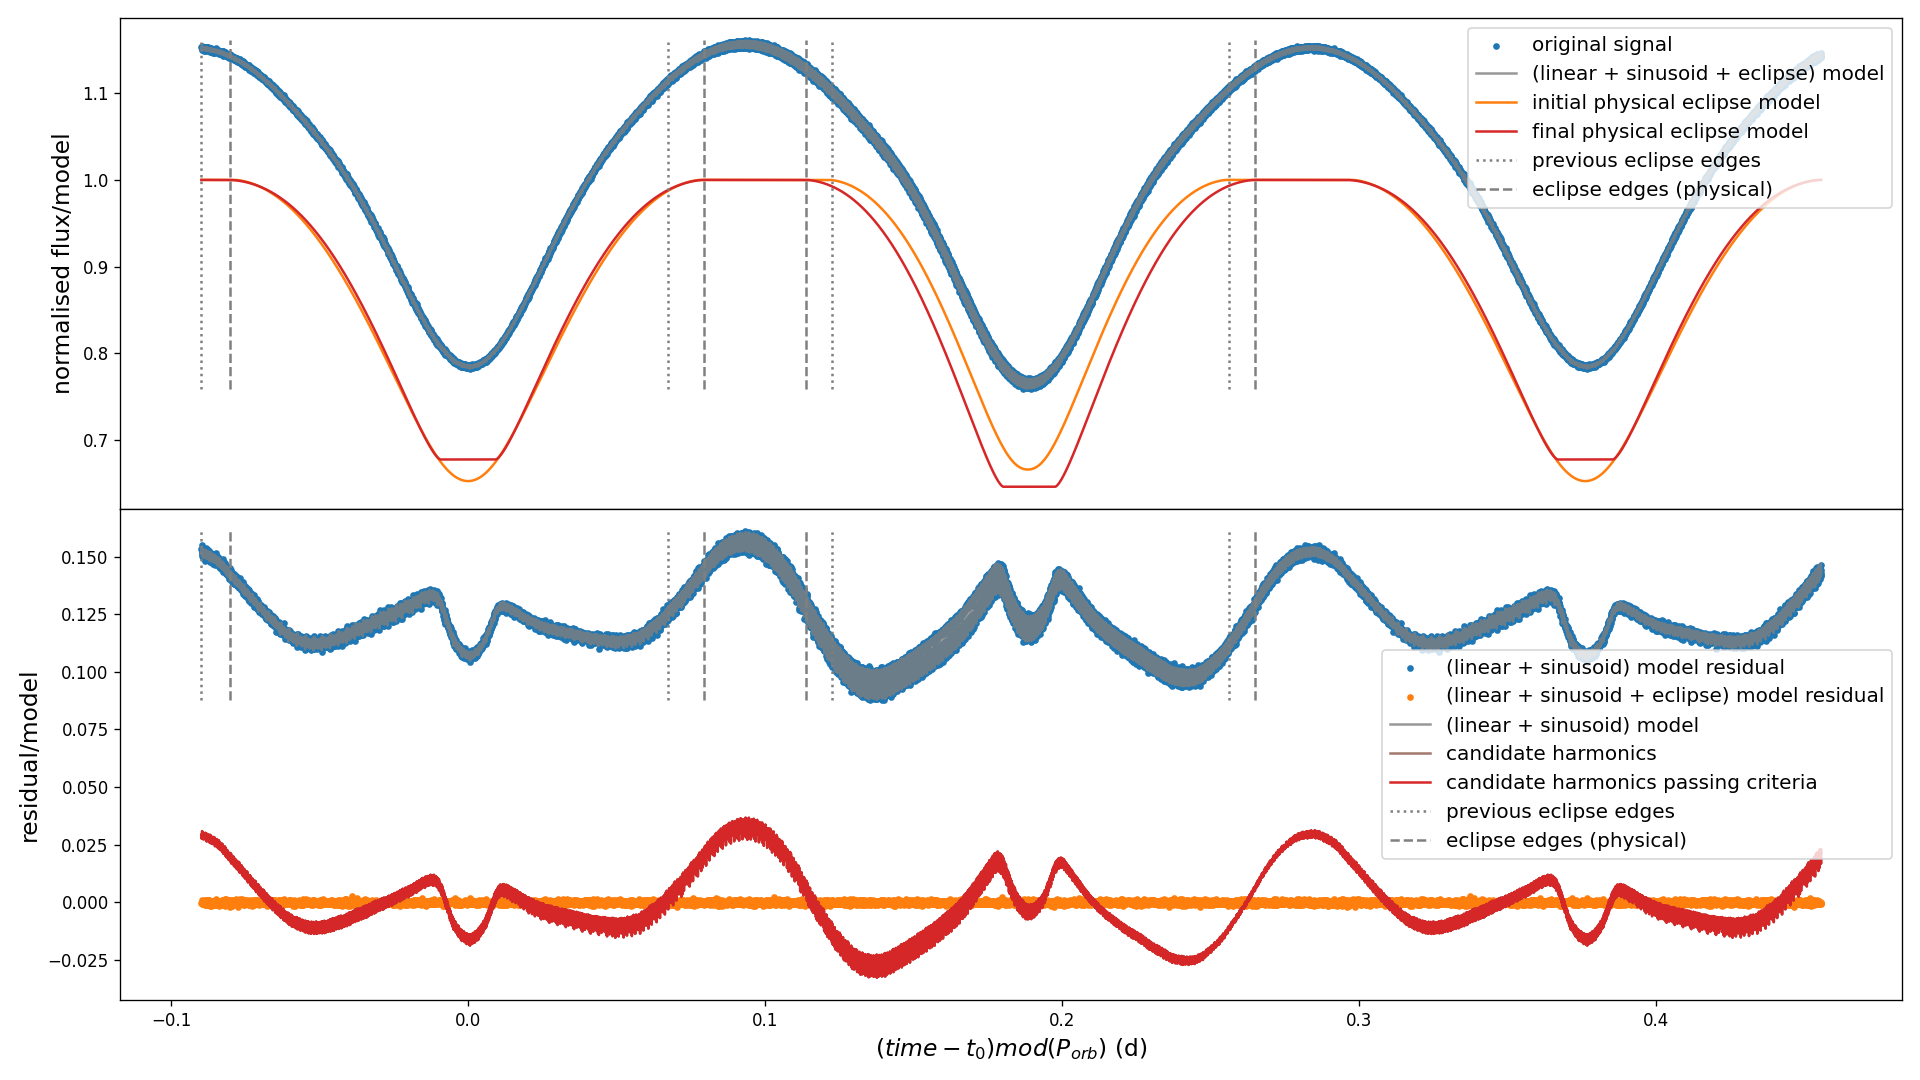 normalised flux/model
1.1
1.0
0.9
0.8
0.7
original signal
(linear + sinusoid + eclipse) model
initial physical eclipse model
final physical eclipse model
previous eclipse edges
eclipse edges (physical)
residual/model
0.150
0.125
0.100
0.075
0.050
0.025
0.000
−0.025
(linear + sinusoid) model residual
(linear + sinusoid + eclipse) model residual
(linear + sinusoid) model
candidate harmonics
candidate harmonics passing criteria
previous eclipse edges
eclipse edges (physical)
−0.1 0.0 0.1 0.2 0.3 0.4
(time − t₀)mod(Pₒᵣb) (d)